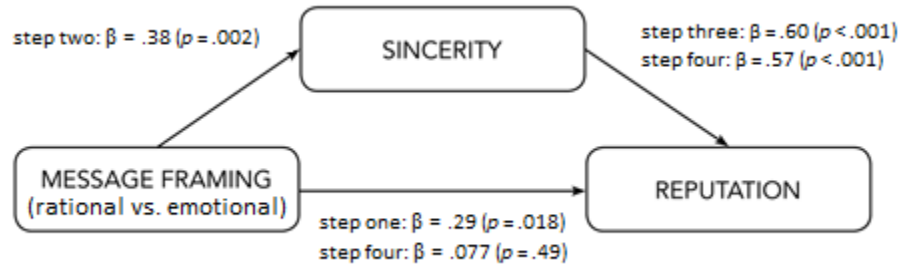 step two: β = .38 (p = .002)
SINCERITY
step three: β = .60 (p < .001)
step four: β = .57 (p < .001)
MESSAGE FRAMING
(rational vs. emotional)
REPUTATION
step one: β = .29 (p = .018)
step four: β = .077 (p = .49)